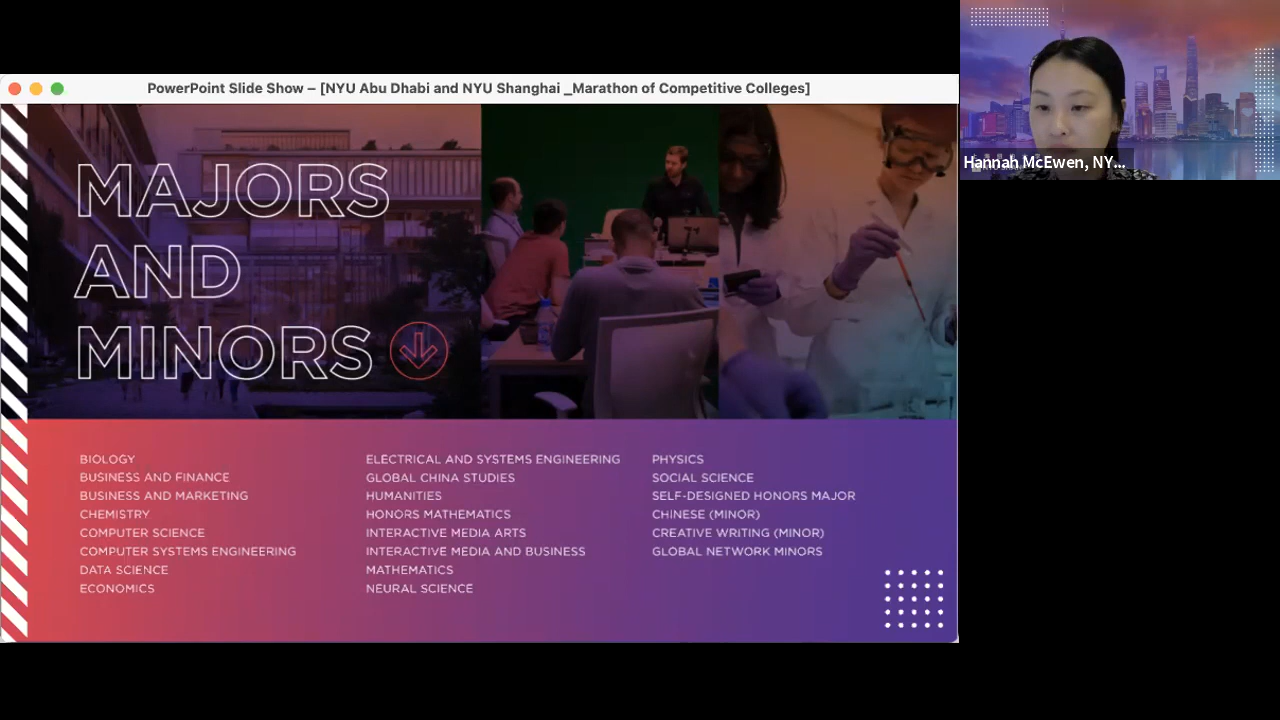 PowerPoint Slide Show – [NYU Abu Dhabi and NYU Shanghai _Marathon of Competitive Colleges]
Hannah McEwen, NY...
MAJORS
AND
MINORS
BIOLOGY
BUSINESS AND FINANCE
BUSINESS AND MARKETING
CHEMISTRY
COMPUTER SCIENCE
COMPUTER SYSTEMS ENGINEERING
DATA SCIENCE
ECONOMICS
ELECTRICAL AND SYSTEMS ENGINEERING
GLOBAL CHINA STUDIES
HUMANITIES
HONORS MATHEMATICS
INTERACTIVE MEDIA ARTS
INTERACTIVE MEDIA AND BUSINESS
MATHEMATICS
NEURAL SCIENCE
PHYSICS
SOCIAL SCIENCE
SELF-DESIGNED HONORS MAJOR
CHINESE (MINOR)
CREATIVE WRITING (MINOR)
GLOBAL NETWORK MINORS